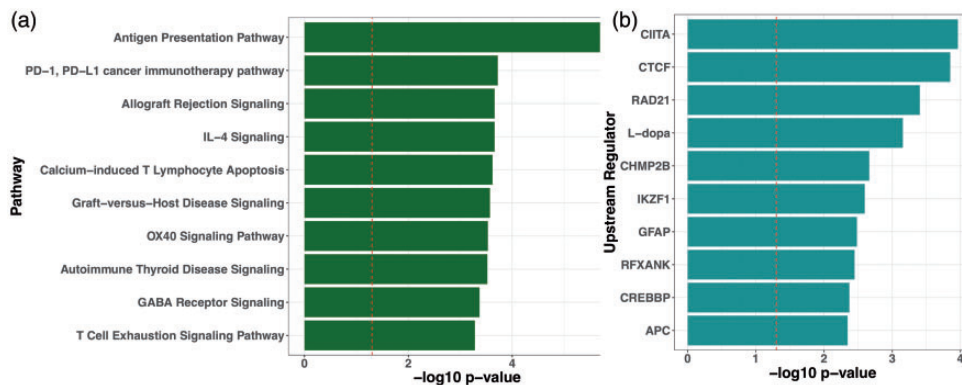 (a)
Antigen Presentation Pathway
PD−1, PD−L1 cancer immunotherapy pathway
Allograft Rejection Signaling
IL−4 Signaling
Calcium−induced T Lymphocyte Apoptosis
Graft−versus−Host Disease Signaling
OX40 Signaling Pathway
Autoimmune Thyroid Disease Signaling
GABA Receptor Signaling
T Cell Exhaustion Signaling Pathway
Pathway
0 2 4
−log10 p−value
(b)
CIITA
CTCF
RAD21
L−dopa
CHMP2B
IKZF1
GFAP
RFXANK
CREBBP
APC
Upstream Regulator
0 1 2 3 4
−log10 p−value